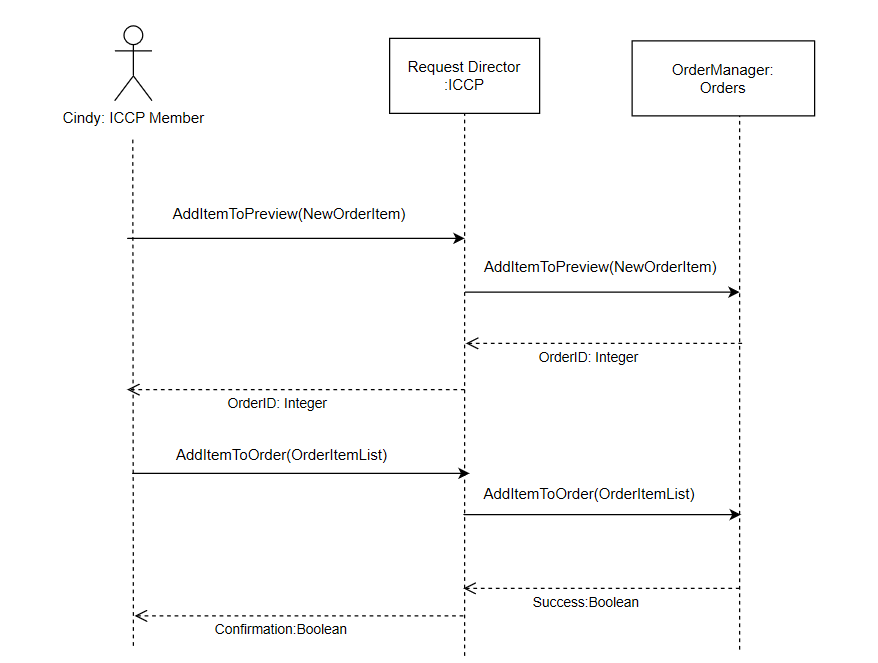 Cindy: ICCP Member
Request Director
:ICCP
OrderManager:
Orders
AddItemToPreview(NewOrderItem)
AddItemToPreview(NewOrderItem)
OrderID: Integer
OrderID: Integer
AddItemToOrder(OrderItemList)
AddItemToOrder(OrderItemList)
Success:Boolean
Confirmation:Boolean